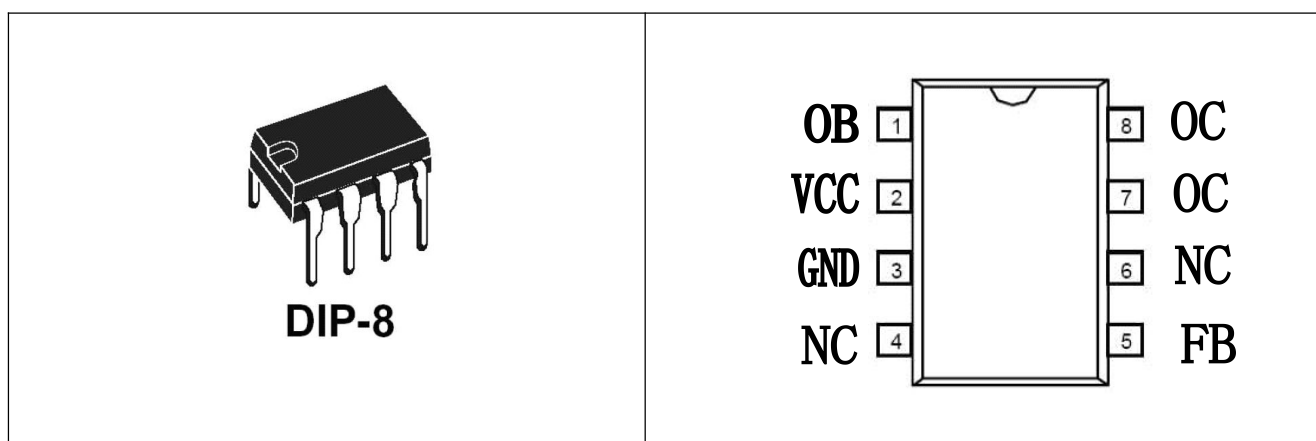 DIP-8
OB 1 8 OC
VCC 2 7 OC
GND 3 6 NC
NC 4 5 FB